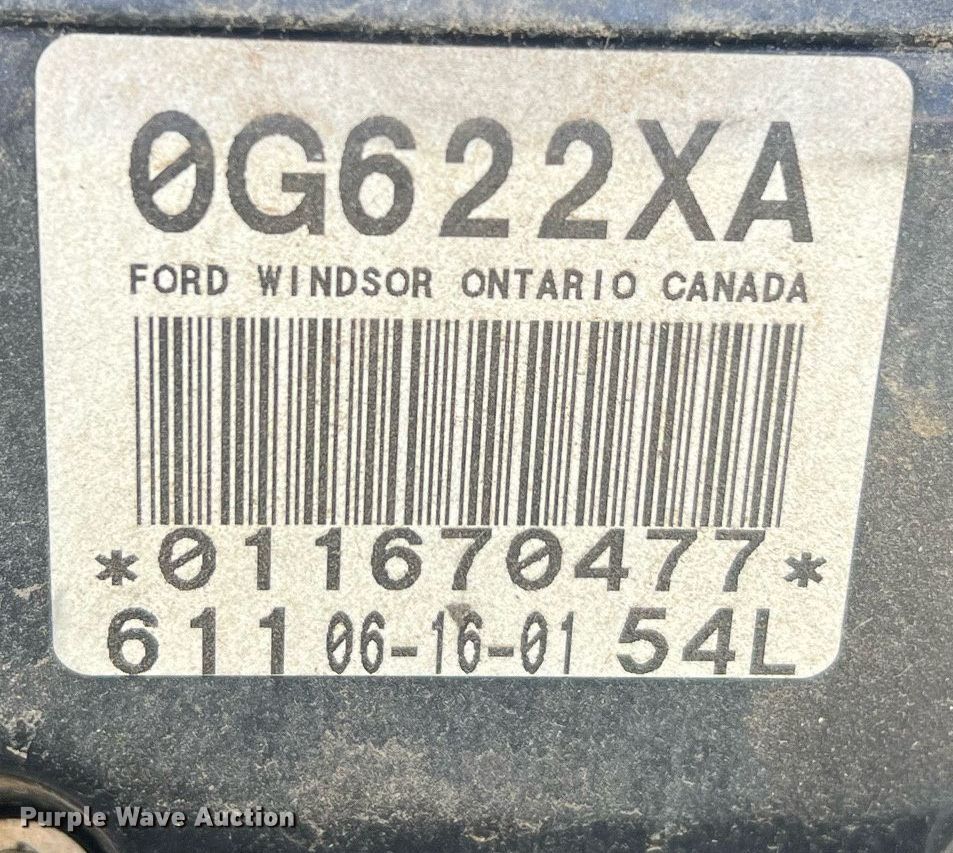 0G622XA
FORD WINDSOR ONTARIO CANADA
*011670477*
611 06-16-01 54L
Purple Wave Auction